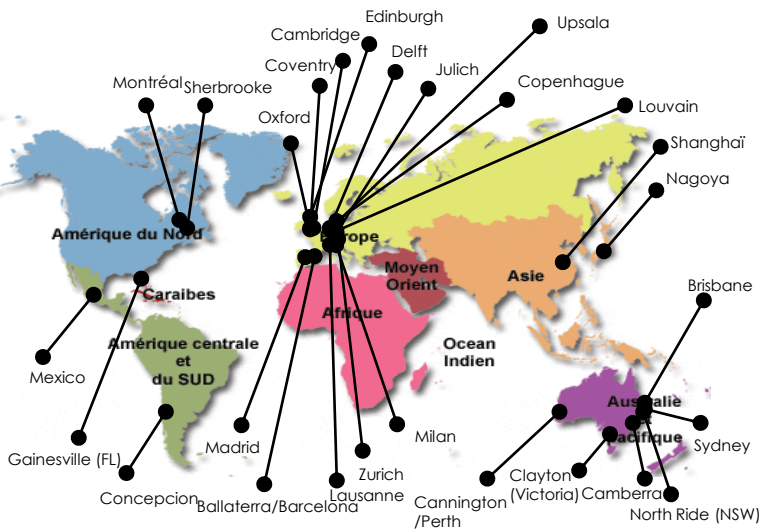 Edinburgh
Upsala
Cambridge
Delft
Coventry
Julich
Montréal
Sherbrooke
Copenhague
Louvain
Oxford
Shanghaï
Nagoya
Amérique du Nord
Europe
Moyen
Orient
Asie
Brisbane
Caraibes
Afrique
Amérique centrale
et
du SUD
Ocean
Indien
Mexico
Australie
et
Pacifique
Madrid
Milan
Sydney
Gainesville (FL)
Zurich
Concepcion
Ballaterra/Barcelona
Lausanne
Cannington
/Perth
Clayton
(Victoria)
Camberra
North Ride (NSW)